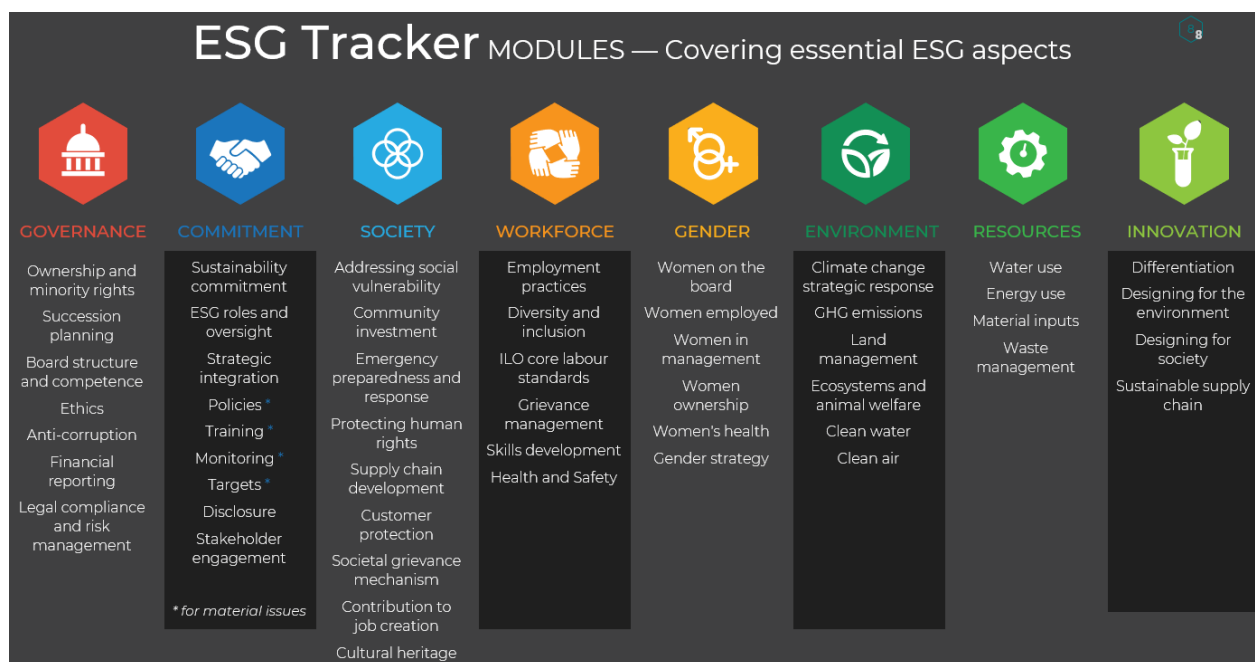 ESG Tracker MODULES — Covering essential ESG aspects
8
GOVERNANCE
Ownership and
minority rights
Succession
planning
Board structure
and competence
Ethics
Anti-corruption
Financial
reporting
Legal compliance
and risk
management
COMMITMENT
Sustainability
commitment
ESG roles and
oversight
Strategic
integration
Policies *
Training *
Monitoring *
Targets *
Disclosure
Stakeholder
engagement
* for material issues
SOCIETY
Addressing social
vulnerability
Community
investment
Emergency
preparedness and
response
Protecting human
rights
Supply chain
development
Customer
protection
Societal grievance
mechanism
Contribution to
job creation
Cultural heritage
WORKFORCE
Employment
practices
Diversity and
inclusion
ILO core labour
standards
Grievance
management
Skills development
Health and Safety
GENDER
Women on the
board
Women employed
Women in
management
Women
ownership
Women's health
Gender strategy
ENVIRONMENT
Climate change
strategic response
GHG emissions
Land
management
Ecosystems and
animal welfare
Clean water
Clean air
RESOURCES
Water use
Energy use
Material inputs
Waste
management
INNOVATION
Differentiation
Designing for the
environment
Designing for
society
Sustainable supply
chain